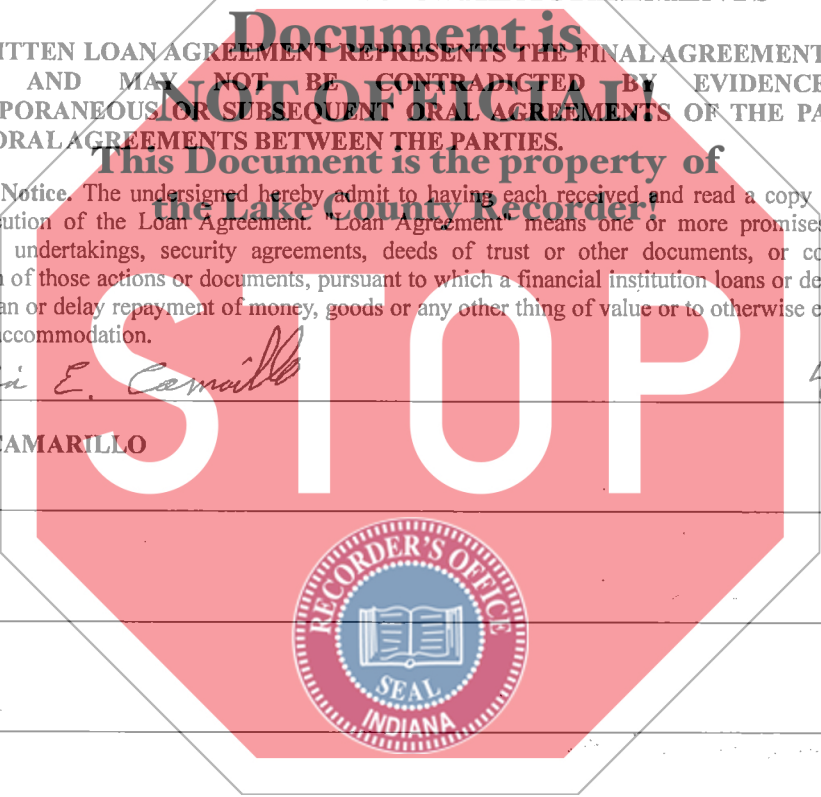 Document is
ITTEN LOAN AGREEMENT REPRESENTS THE FINAL AGREEMENT
NOT OFFICIAL!
AND MAY NOT BE CONTRADICTED BY EVIDENCE
PORANEOUS OR SUBSEQUENT ORAL AGREEMENTS OF THE PA
ORAL AGREEMENTS BETWEEN THE PARTIES.
This Document is the property of
the Lake County Recorder!
Notice. The undersigned hereby admit to having each received and read a copy
ution of the Loan Agreement. "Loan Agreement" means one or more promises
undertakings, security agreements, deeds of trust or other documents, or co
n of those actions or documents, pursuant to which a financial institution loans or de
an or delay repayment of money, goods or any other thing of value or to otherwise e
accommodation.
STOP
E. Camarillo
CAMARILLO
RECORDER'S OFFICE
SEAL
INDIANA